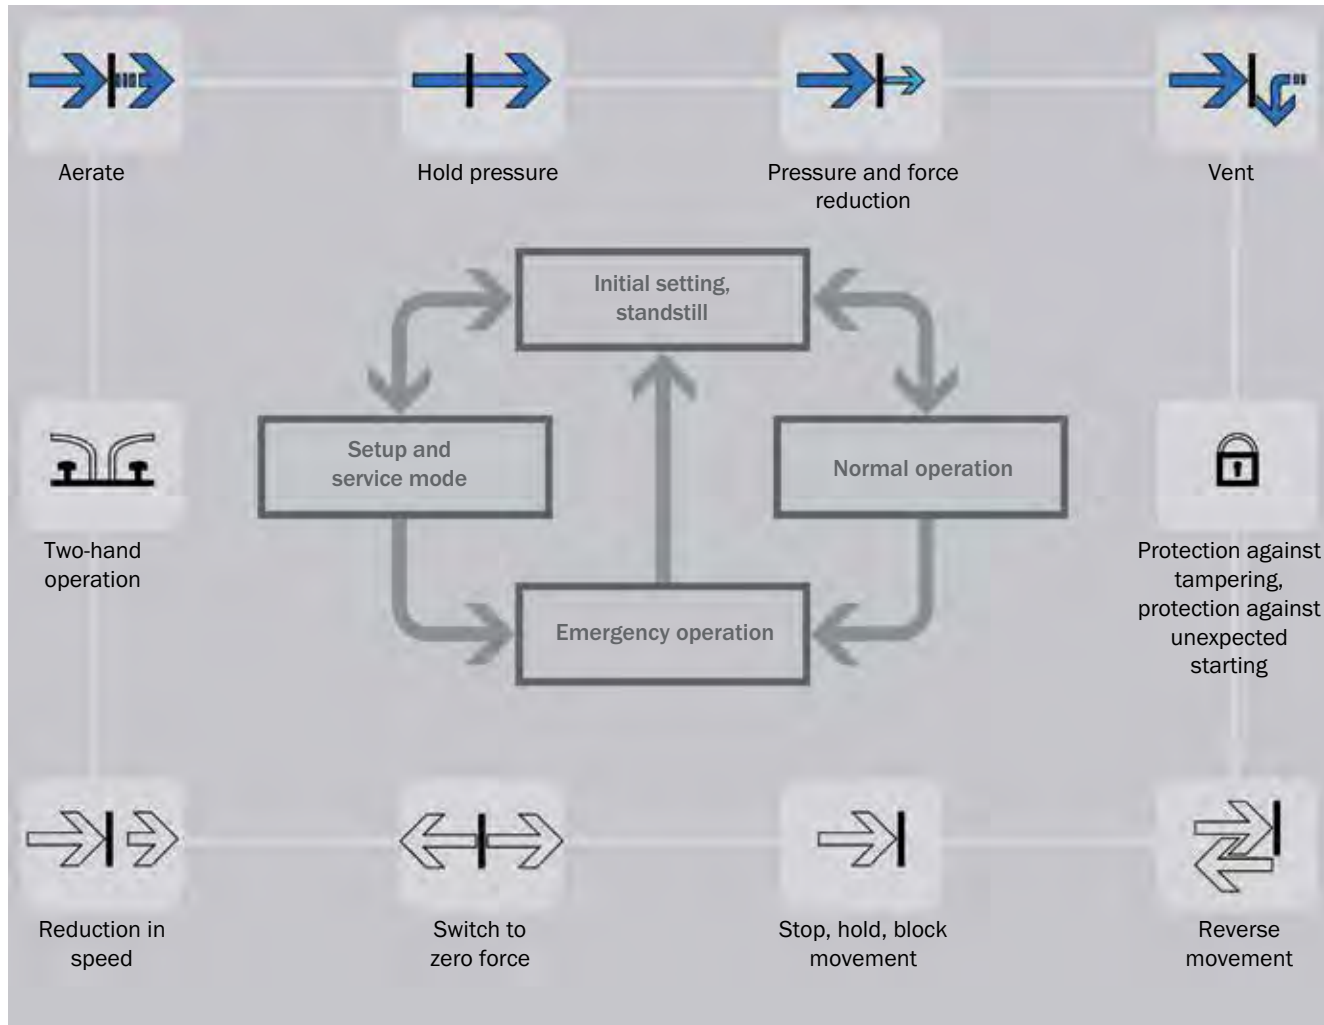 Aerate
Hold pressure
Pressure and force
reduction
Vent
Initial setting,
standstill
Setup and
service mode
Normal operation
Two-hand
operation
Protection against
tampering,
protection against
unexpected
starting
Emergency operation
Reduction in
speed
Switch to
zero force
Stop, hold, block
movement
Reverse
movement